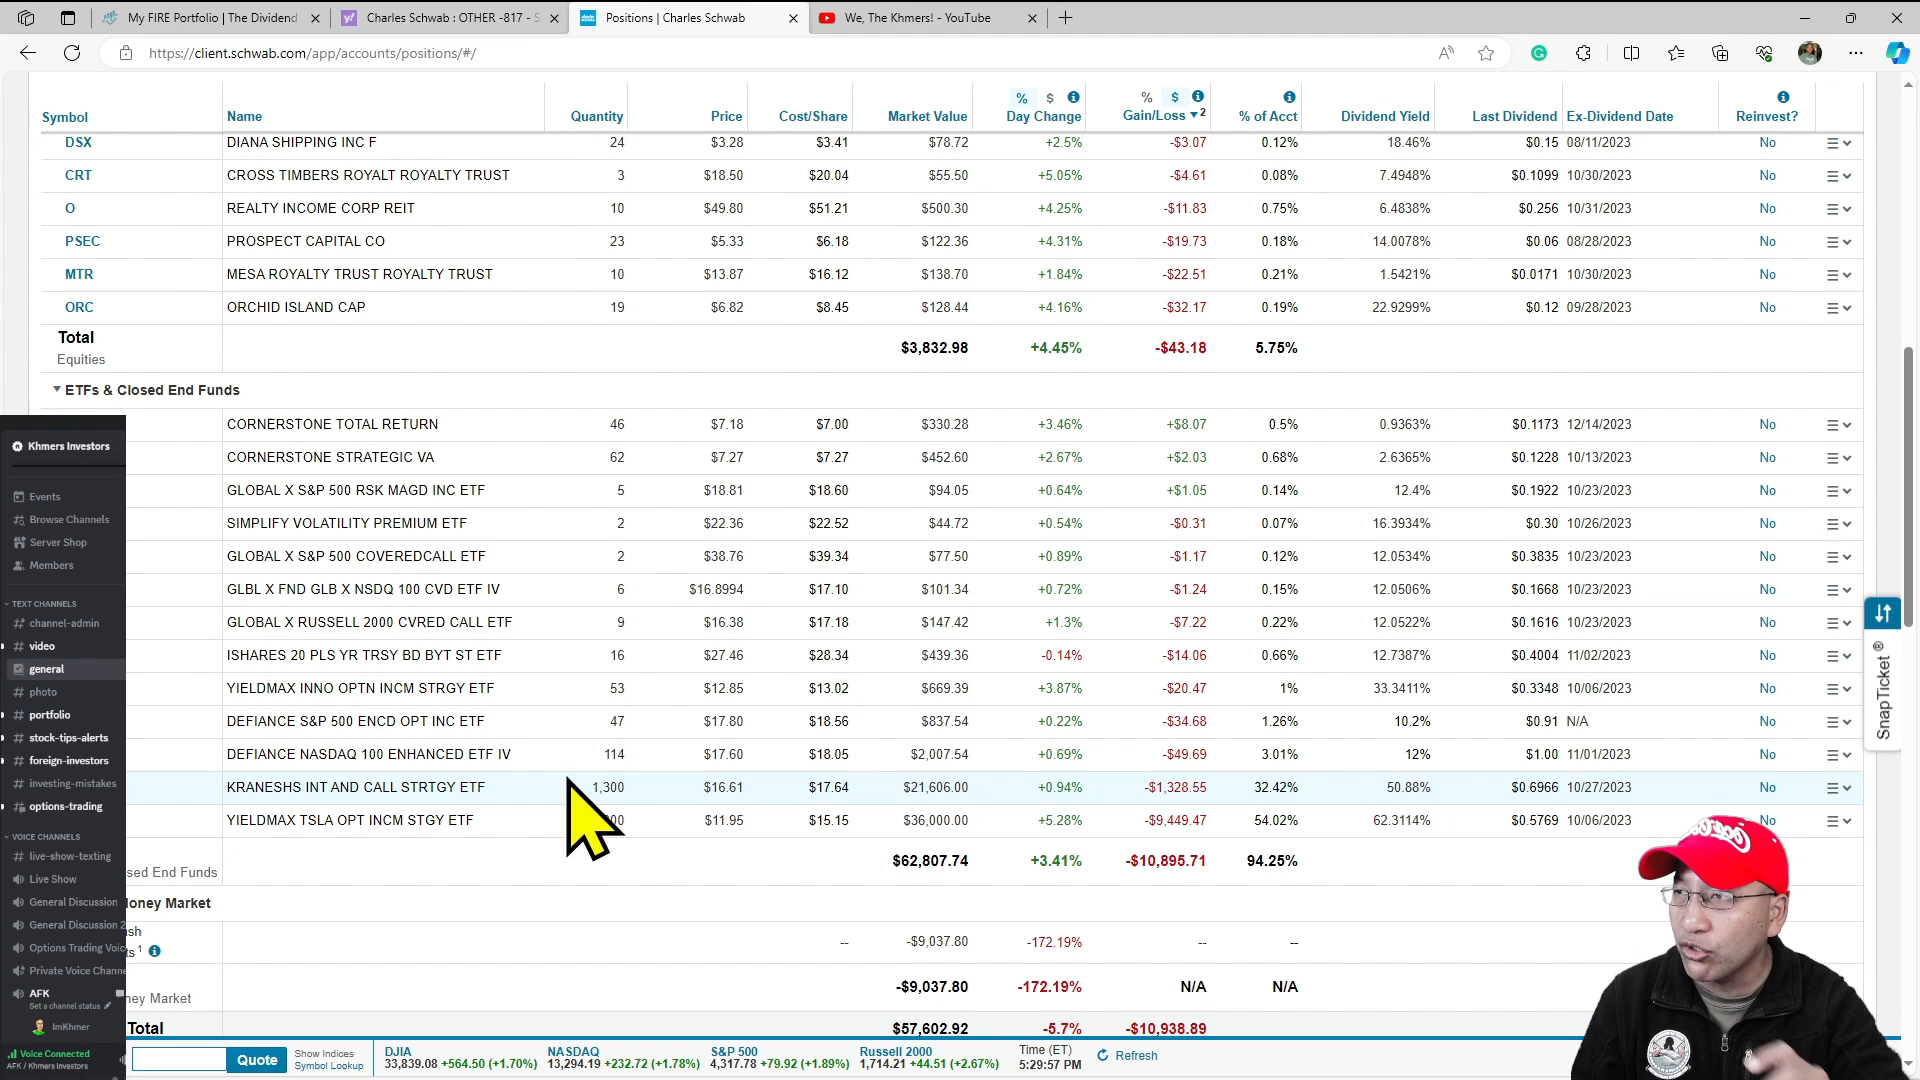 My FIRE Portfolio | The Dividend
Charles Schwab : OTHER -817 - S
Positions | Charles Schwab
We, The Khmers! - YouTube
https://client.schwab.com/app/accounts/positions/#/
% $ % $
Symbol Name Quantity Price Cost/Share Market Value Day Change Gain/Loss 2 % of Acct Dividend Yield Last Dividend Ex-Dividend Date Reinvest?
DSX DIANA SHIPPING INC F 24 $3.28 $3.41 $78.72 +2.5% -$3.07 0.12% 18.46% $0.15 08/11/2023 No
CRT CROSS TIMBERS ROYALT ROYALTY TRUST 3 $18.50 $20.04 $55.50 +5.05% -$4.61 0.08% 7.4948% $0.1099 10/30/2023 No
O REALTY INCOME CORP REIT 10 $49.80 $51.21 $500.30 +4.25% -$11.83 0.75% 6.4838% $0.256 10/31/2023 No
PSEC PROSPECT CAPITAL CO 23 $5.33 $6.18 $122.36 +4.31% -$19.73 0.18% 14.0078% $0.06 08/28/2023 No
MTR MESA ROYALTY TRUST ROYALTY TRUST 10 $13.87 $16.12 $138.70 +1.84% -$22.51 0.21% 1.5421% $0.0171 10/30/2023 No
ORC ORCHID ISLAND CAP 19 $6.82 $8.45 $128.44 +4.16% -$32.17 0.19% 22.9299% $0.12 09/28/2023 No
Total
Equities
$3,832.98 +4.45% -$43.18 5.75%
ETFs & Closed End Funds
CORNERSTONE TOTAL RETURN 46 $7.18 $7.00 $330.28 +3.46% +$8.07 0.5% 0.9363% $0.1173 12/14/2023 No
CORNERSTONE STRATEGIC VA 62 $7.27 $7.27 $452.60 +2.67% +$2.03 0.68% 2.6365% $0.1228 10/13/2023 No
GLOBAL X S&P 500 RSK MAGD INC ETF 5 $18.81 $18.60 $94.05 +0.64% +$1.05 0.14% 12.4% $0.1922 10/23/2023 No
SIMPLIFY VOLATILITY PREMIUM ETF 2 $22.36 $22.52 $44.72 +0.54% -$0.31 0.07% 16.3934% $0.30 10/26/2023 No
GLOBAL X S&P 500 COVEREDCALL ETF 2 $38.76 $39.34 $77.50 +0.89% -$1.17 0.12% 12.0534% $0.3835 10/23/2023 No
GLBL X FND GLB X NSDQ 100 CVD ETF IV 6 $16.8994 $17.10 $101.34 +0.72% -$1.24 0.15% 12.0506% $0.1668 10/23/2023 No
GLOBAL X RUSSELL 2000 CVRED CALL ETF 9 $16.38 $17.18 $147.42 +1.3% -$7.22 0.22% 12.0522% $0.1616 10/23/2023 No
ISHARES 20 PLS YR TRSY BD BYT ST ETF 16 $27.46 $28.34 $439.36 -0.14% -$14.06 0.66% 12.7387% $0.4004 11/02/2023 No
YIELDMAX INNO OPTN INCM STRGY ETF 53 $12.85 $13.02 $669.39 +3.87% -$20.47 1% 33.3411% $0.3348 10/06/2023 No
DEFIANCE S&P 500 ENCD OPT INC ETF 47 $17.80 $18.56 $837.54 +0.22% -$34.68 1.26% 10.2% $0.91 N/A No
DEFIANCE NASDAQ 100 ENHANCED ETF IV 114 $17.60 $18.05 $2,007.54 +0.69% -$49.69 3.01% 12% $1.00 11/01/2023 No
KRANESHS INT AND CALL STRTGY ETF 1,300 $16.61 $17.64 $21,606.00 +0.94% -$1,328.55 32.42% 50.88% $0.6966 10/27/2023 No
YIELDMAX TSLA OPT INCM STGY ETF 00 $11.95 $15.15 $36,000.00 +5.28% -$9,449.47 54.02% 62.3114% $0.5769 10/06/2023 No
$62,807.74 +3.41% -$10,895.71 94.25%
sed End Funds
oney Market
sh
ts 1 -- -$9,037.80 -172.19% -- --
-$9,037.80 -172.19% N/A N/A
ney Market
Total $57,602.92 -5.7% -$10,938.89
Khmers Investors
Events
Browse Channels
Server Shop
Members
TEXT CHANNELS
# channel-admin
# video
general
# photo
# portfolio
# stock-tips-alerts
# foreign-investors
# investing-mistakes
# options-trading
VOICE CHANNELS
# live-show-texting
Live Show
General Discussion
General Discussion 2
Options Trading Voic
Private Voice Channe
AFK
Set a channel status
ImKhmer
Voice Connected
AFK / Khmers Investors
Quote
Show Indices
Symbol Lookup
DJIA
33,839.08 +564.50 (+1.70%)
NASDAQ
13,294.19 +232.72 (+1.78%)
S&P 500
4,317.78 +79.92 (+1.89%)
Russell 2000
1,714.21 +44.51 (+2.67%)
Time (ET)
5:29:57 PM
Refresh
SnapTicket®
Coca-Cola